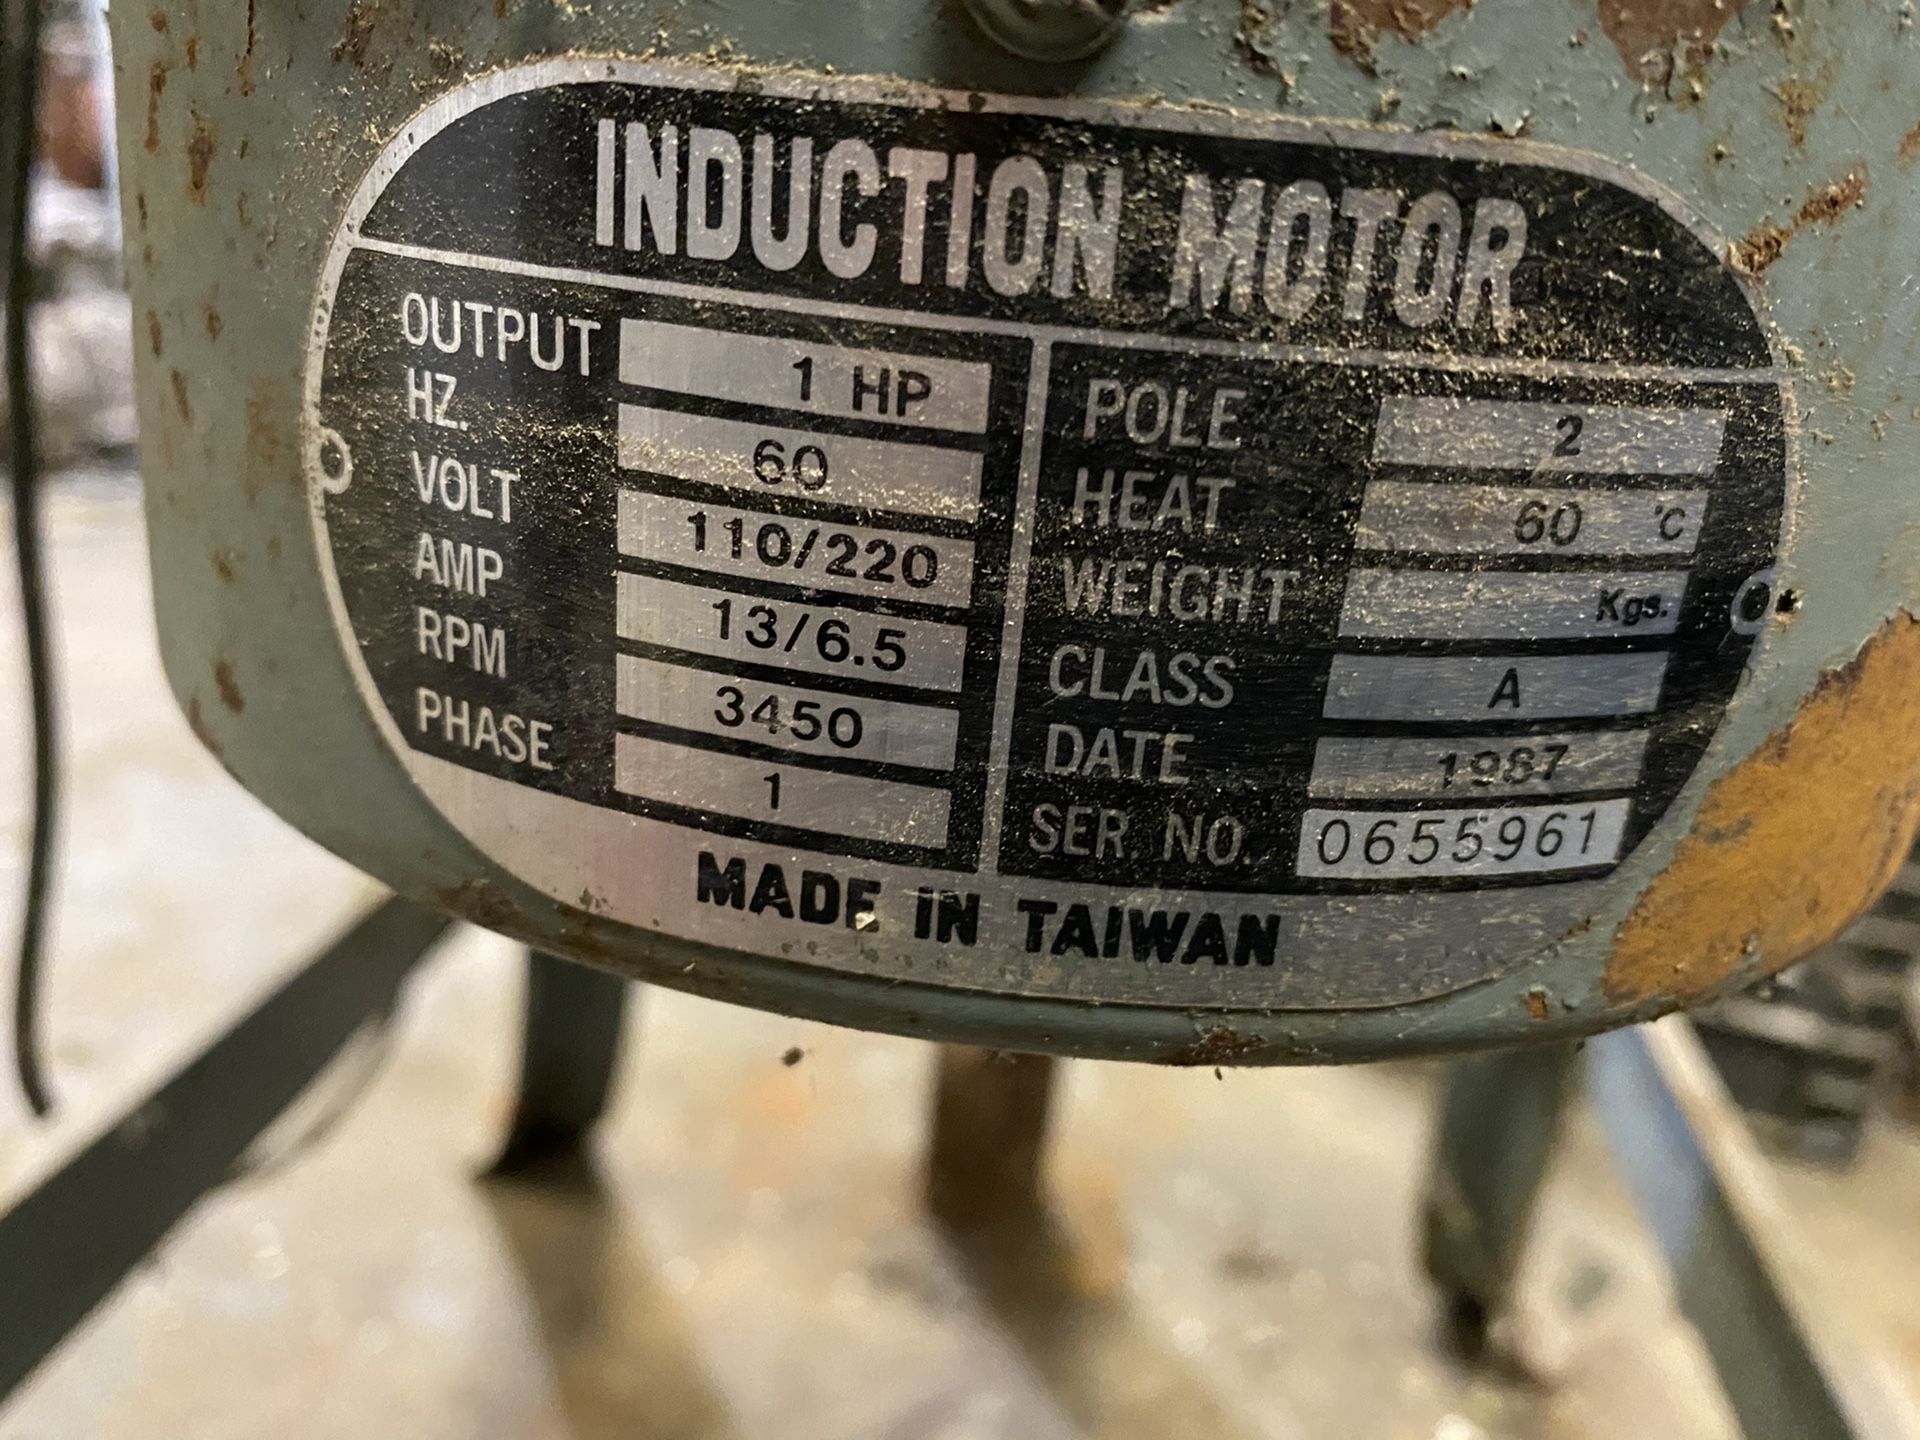 INDUCTION MOTOR
OUTPUT 1 HP
HZ. 60
VOLT 110/220
AMP 13/6.5
RPM 3450
PHASE 1
POLE 2
HEAT 60 °C
WEIGHT Kgs.
CLASS A
DATE 1987
SER. NO. 0655961
MADE IN TAIWAN